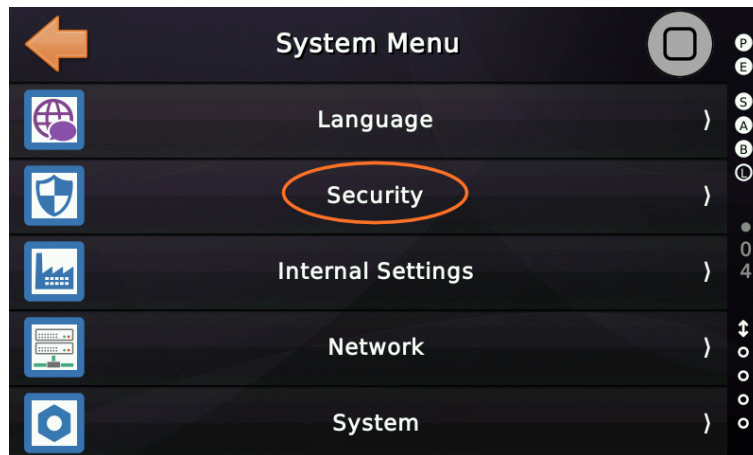 System Menu
Language
Security
Internal Settings
Network
System
P
E
S
A
B
L
0
4